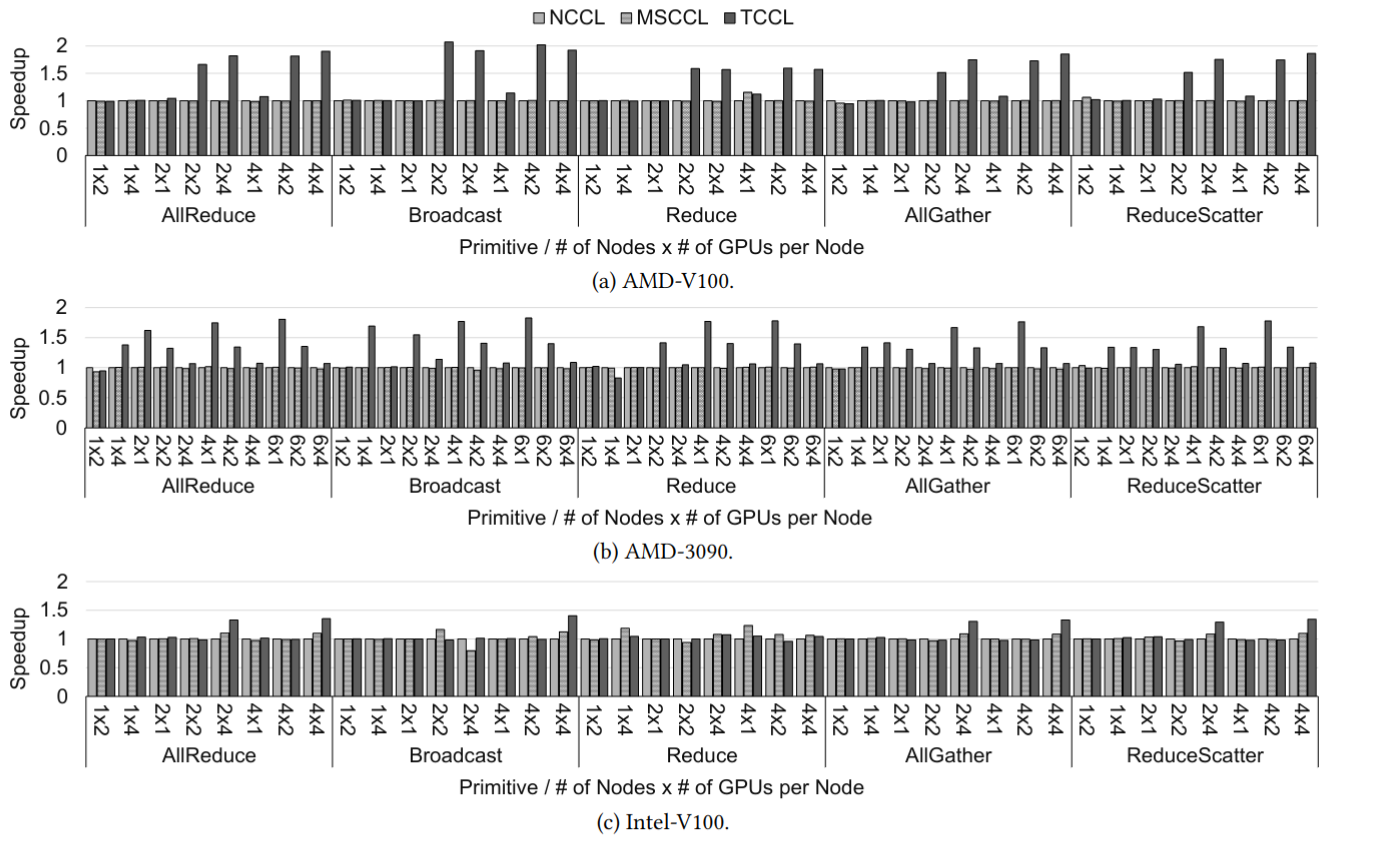 NCCL MSCCL TCCL
Speedup
2
1.5
1
0.5
0
1x2 1x4 2x1 2x2 2x4 4x1 4x2 4x4 1x2 1x4 2x1 2x2 2x4 4x1 4x2 4x4 1x2 1x4 2x1 2x2 2x4 4x1 4x2 4x4 1x2 1x4 2x1 2x2 2x4 4x1 4x2 4x4 1x2 1x4 2x1 2x2 2x4 4x1 4x2 4x4
AllReduce Broadcast Reduce AllGather ReduceScatter
Primitive / # of Nodes x # of GPUs per Node
(a) AMD-V100.
Speedup
2
1.5
1
0.5
0
1x2 1x4 2x1 2x2 2x4 4x1 4x2 4x4 6x1 6x2 6x4 1x2 1x4 2x1 2x2 2x4 4x1 4x2 4x4 6x1 6x2 6x4 1x2 1x4 2x1 2x2 2x4 4x1 4x2 4x4 6x1 6x2 6x4 1x2 1x4 2x1 2x2 2x4 4x1 4x2 4x4 6x1 6x2 6x4 1x2 1x4 2x1 2x2 2x4 4x1 4x2 4x4 6x1 6x2 6x4
AllReduce Broadcast Reduce AllGather ReduceScatter
Primitive / # of Nodes x # of GPUs per Node
(b) AMD-3090.
Speedup
2
1.5
1
0.5
0
1x2 1x4 2x1 2x2 2x4 4x1 4x2 4x4 1x2 1x4 2x1 2x2 2x4 4x1 4x2 4x4 1x2 1x4 2x1 2x2 2x4 4x1 4x2 4x4 1x2 1x4 2x1 2x2 2x4 4x1 4x2 4x4 1x2 1x4 2x1 2x2 2x4 4x1 4x2 4x4
AllReduce Broadcast Reduce AllGather ReduceScatter
Primitive / # of Nodes x # of GPUs per Node
(c) Intel-V100.